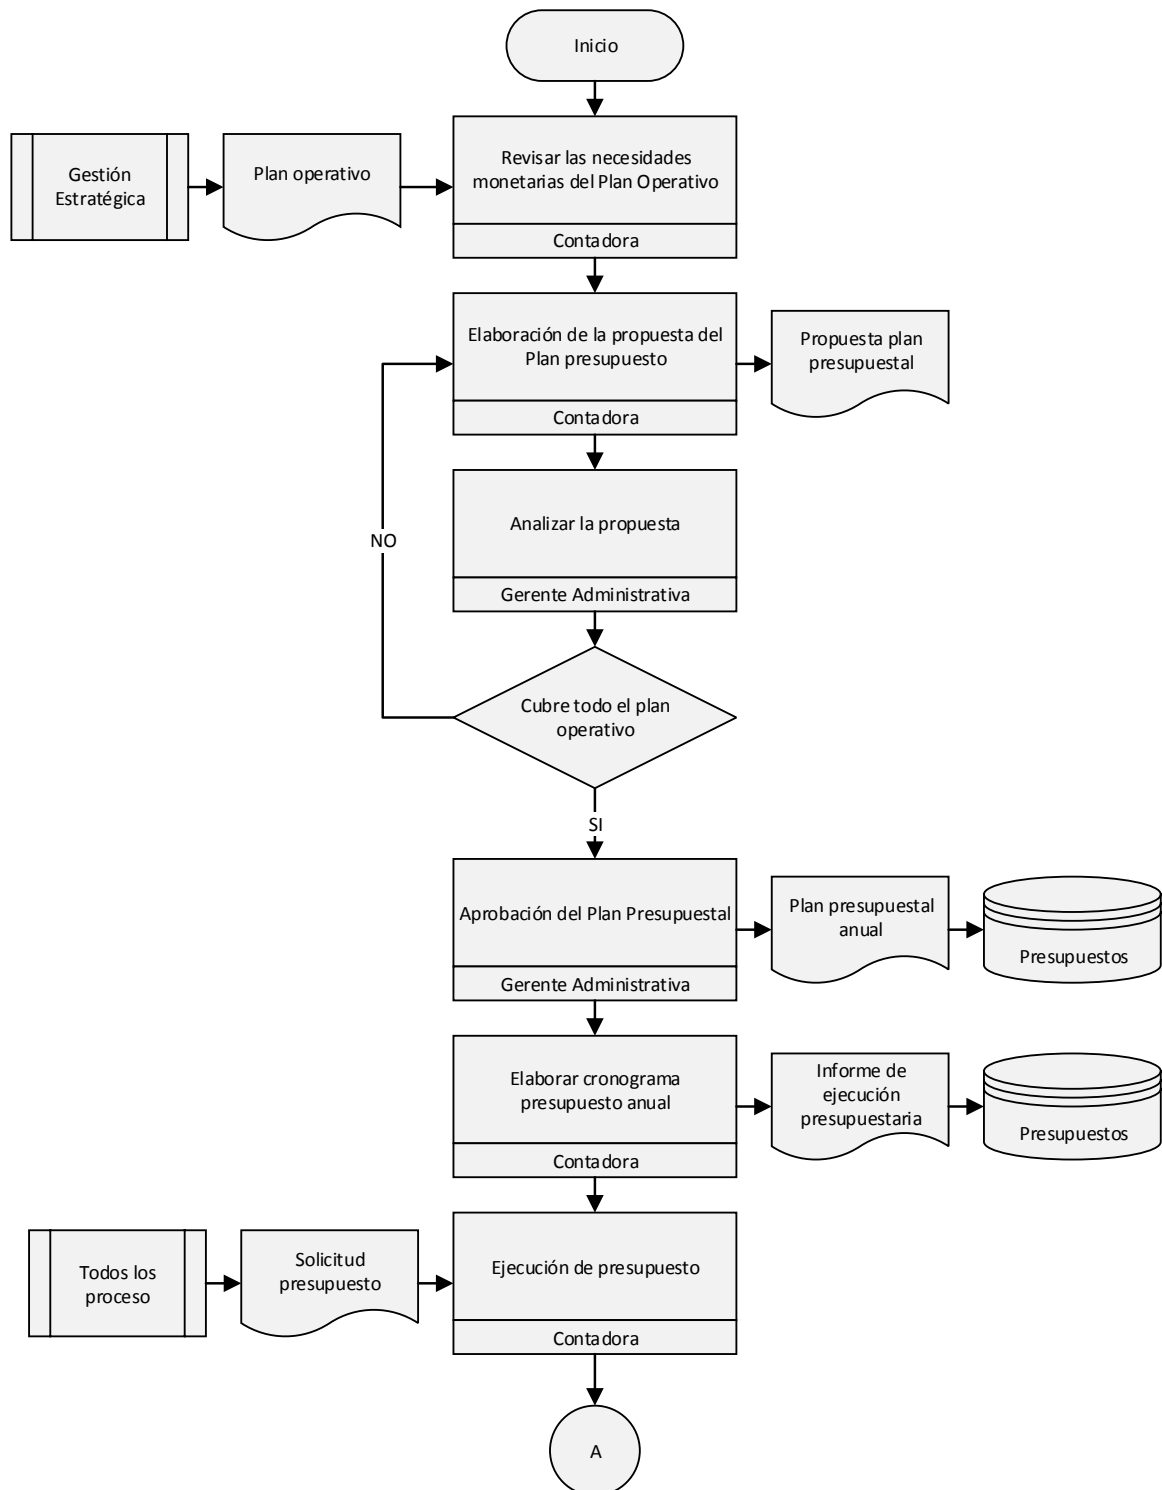 Inicio
Gestión
Estratégica
Plan operativo
Revisar las necesidades
monetarias del Plan Operativo
Contadora
Elaboración de la propuesta del
Plan presupuesto
Contadora
Propuesta plan
presupuestal
Analizar la propuesta
Gerente Administrativa
NO
Cubre todo el plan
operativo
SI
Aprobación del Plan Presupuestal
Gerente Administrativa
Plan presupuestal
anual
Presupuestos
Elaborar cronograma
presupuesto anual
Contadora
Informe de
ejecución
presupuestaria
Presupuestos
Todos los
proceso
Solicitud
presupuesto
Ejecución de presupuesto
Contadora
A